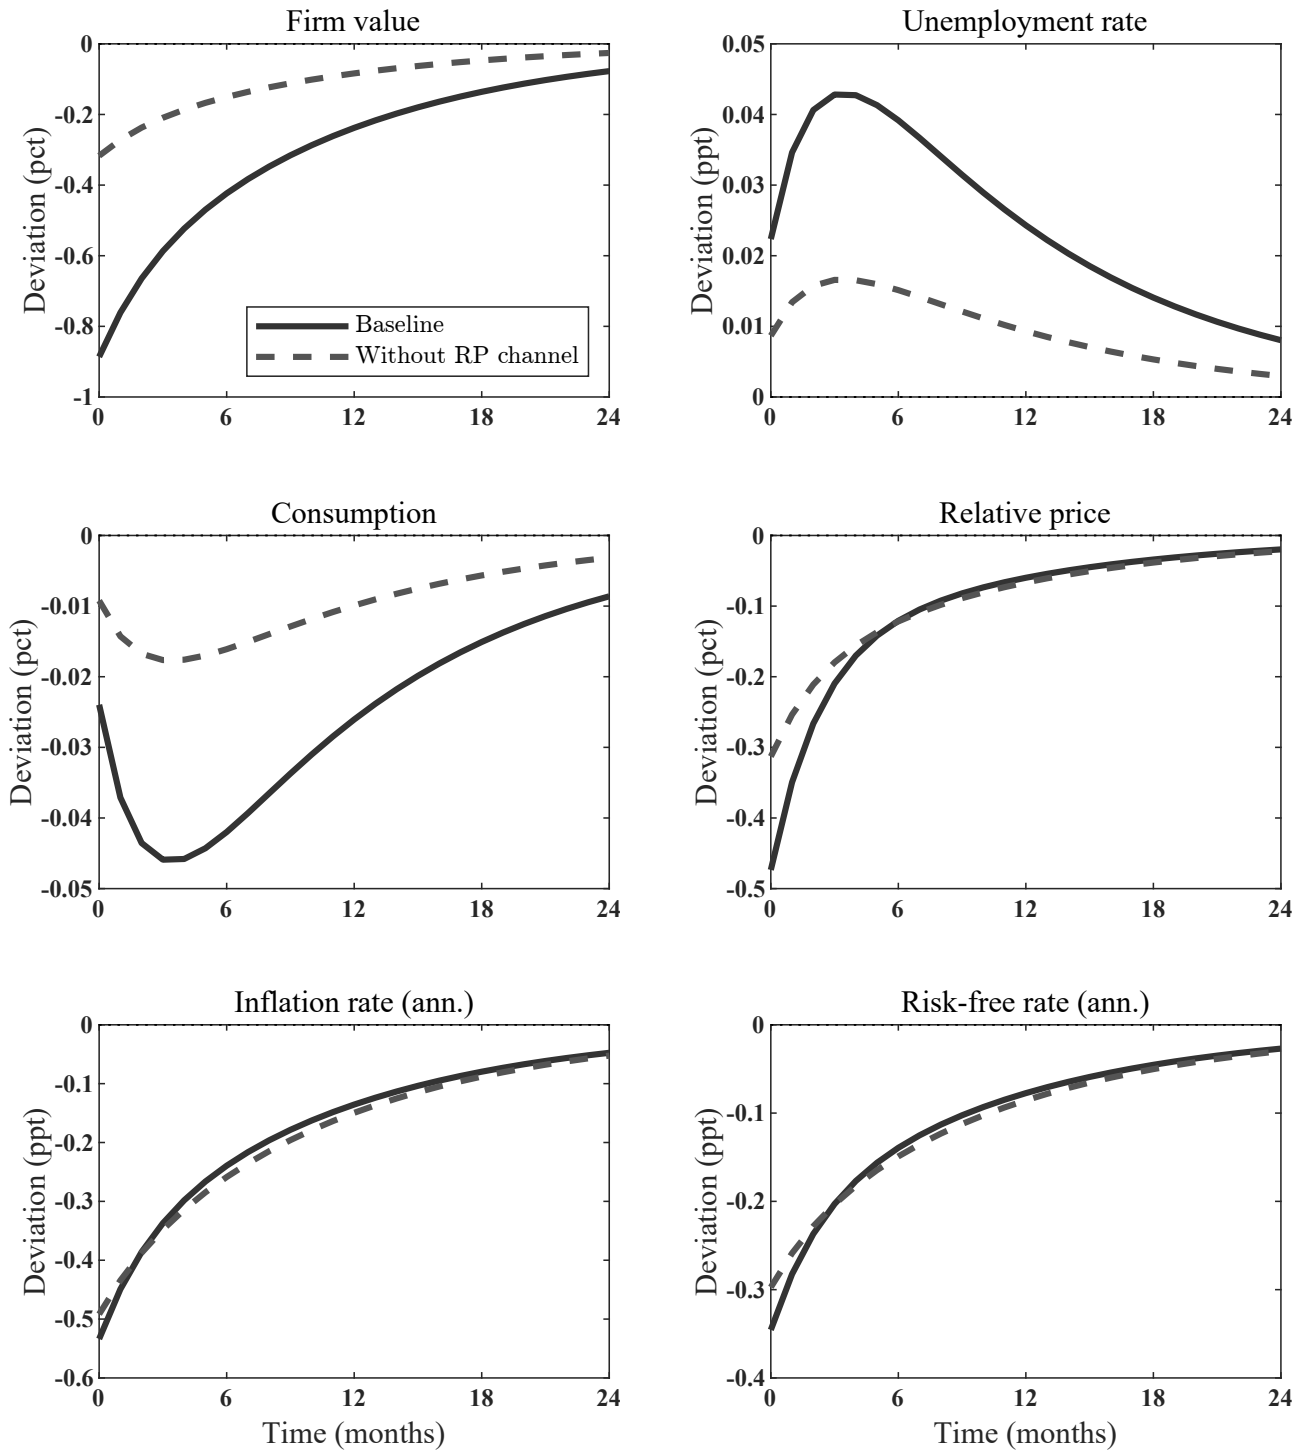 Firm value
Deviation (pct)
0
-0.2
-0.4
-0.6
-0.8
-1
Baseline
Without RP channel
0 6 12 18 24
Unemployment rate
Deviation (ppt)
0.05
0.04
0.03
0.02
0.01
0
0 6 12 18 24
Consumption
Deviation (pct)
0
-0.01
-0.02
-0.03
-0.04
-0.05
0 6 12 18 24
Relative price
Deviation (pct)
0
-0.1
-0.2
-0.3
-0.4
-0.5
0 6 12 18 24
Inflation rate (ann.)
Deviation (ppt)
0
-0.1
-0.2
-0.3
-0.4
-0.5
-0.6
0 6 12 18 24
Time (months)
Risk-free rate (ann.)
Deviation (ppt)
0
-0.1
-0.2
-0.3
-0.4
0 6 12 18 24
Time (months)